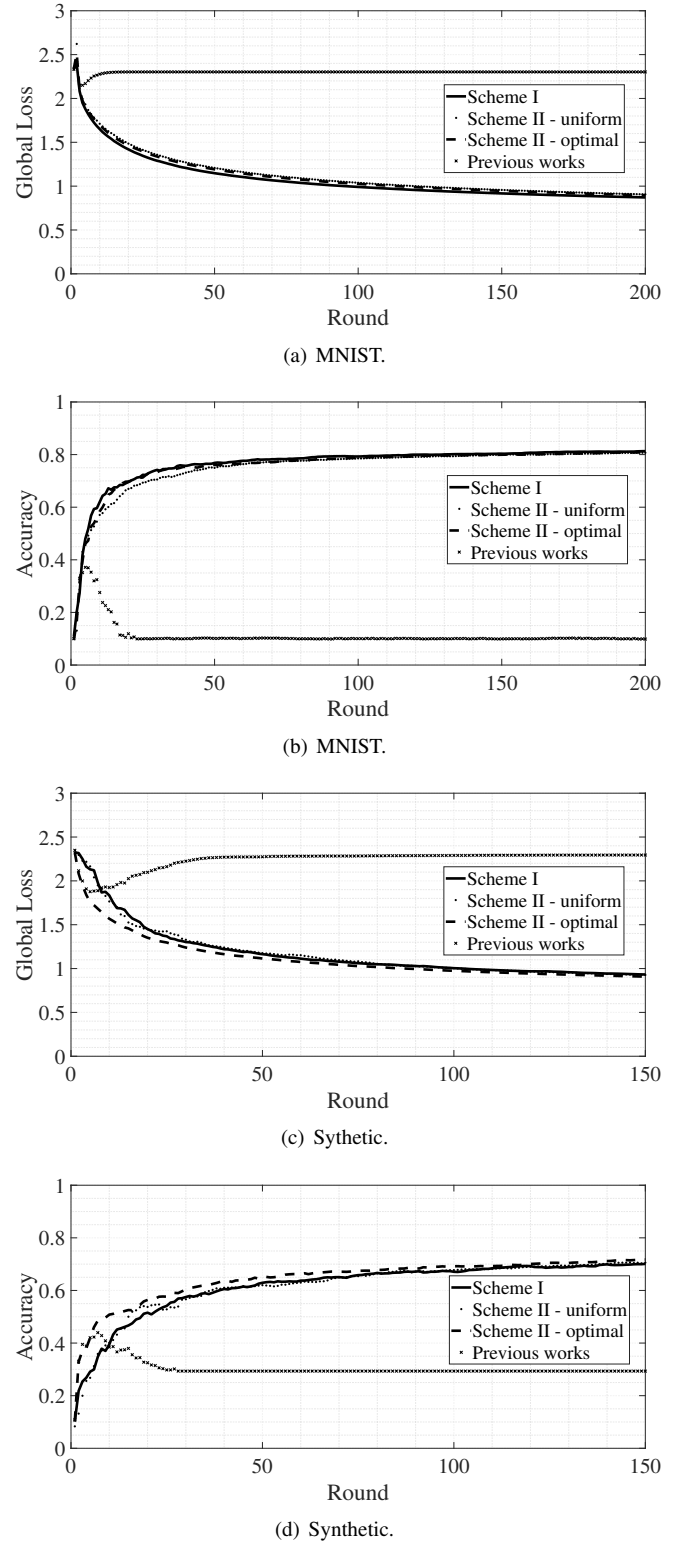 3
2.5
2
1.5
1
0.5
0
Global Loss
Scheme I
Scheme II - uniform
Scheme II - optimal
Previous works
0 50 100 150 200
Round
(a) MNIST.
1
0.8
0.6
0.4
0.2
0
Accuracy
Scheme I
Scheme II - uniform
Scheme II - optimal
Previous works
0 50 100 150 200
Round
(b) MNIST.
3
2.5
2
1.5
1
0.5
0
Global Loss
Scheme I
Scheme II - uniform
Scheme II - optimal
Previous works
0 50 100 150
Round
(c) Sythetic.
1
0.8
0.6
0.4
0.2
0
Accuracy
Scheme I
Scheme II - uniform
Scheme II - optimal
Previous works
0 50 100 150
Round
(d) Synthetic.